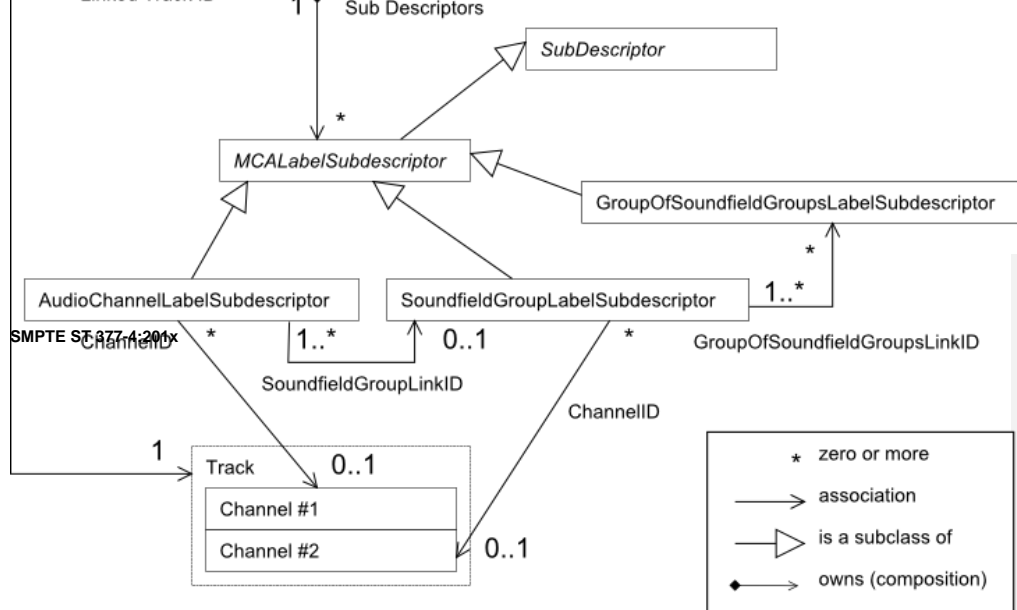 Linked Track ID
1
Sub Descriptors
SubDescriptor
*
MCALabelSubdescriptor
GroupOfSoundfieldGroupsLabelSubdescriptor
*
1..*
AudioChannelLabelSubdescriptor
SoundfieldGroupLabelSubdescriptor
SMPTE ST 377-4:201x
ChannelID
*
1..*
0..1
*
GroupOfSoundfieldGroupsLinkID
SoundfieldGroupLinkID
ChannelID
1
Track
0..1
Channel #1
Channel #2
0..1
* zero or more
association
is a subclass of
owns (composition)